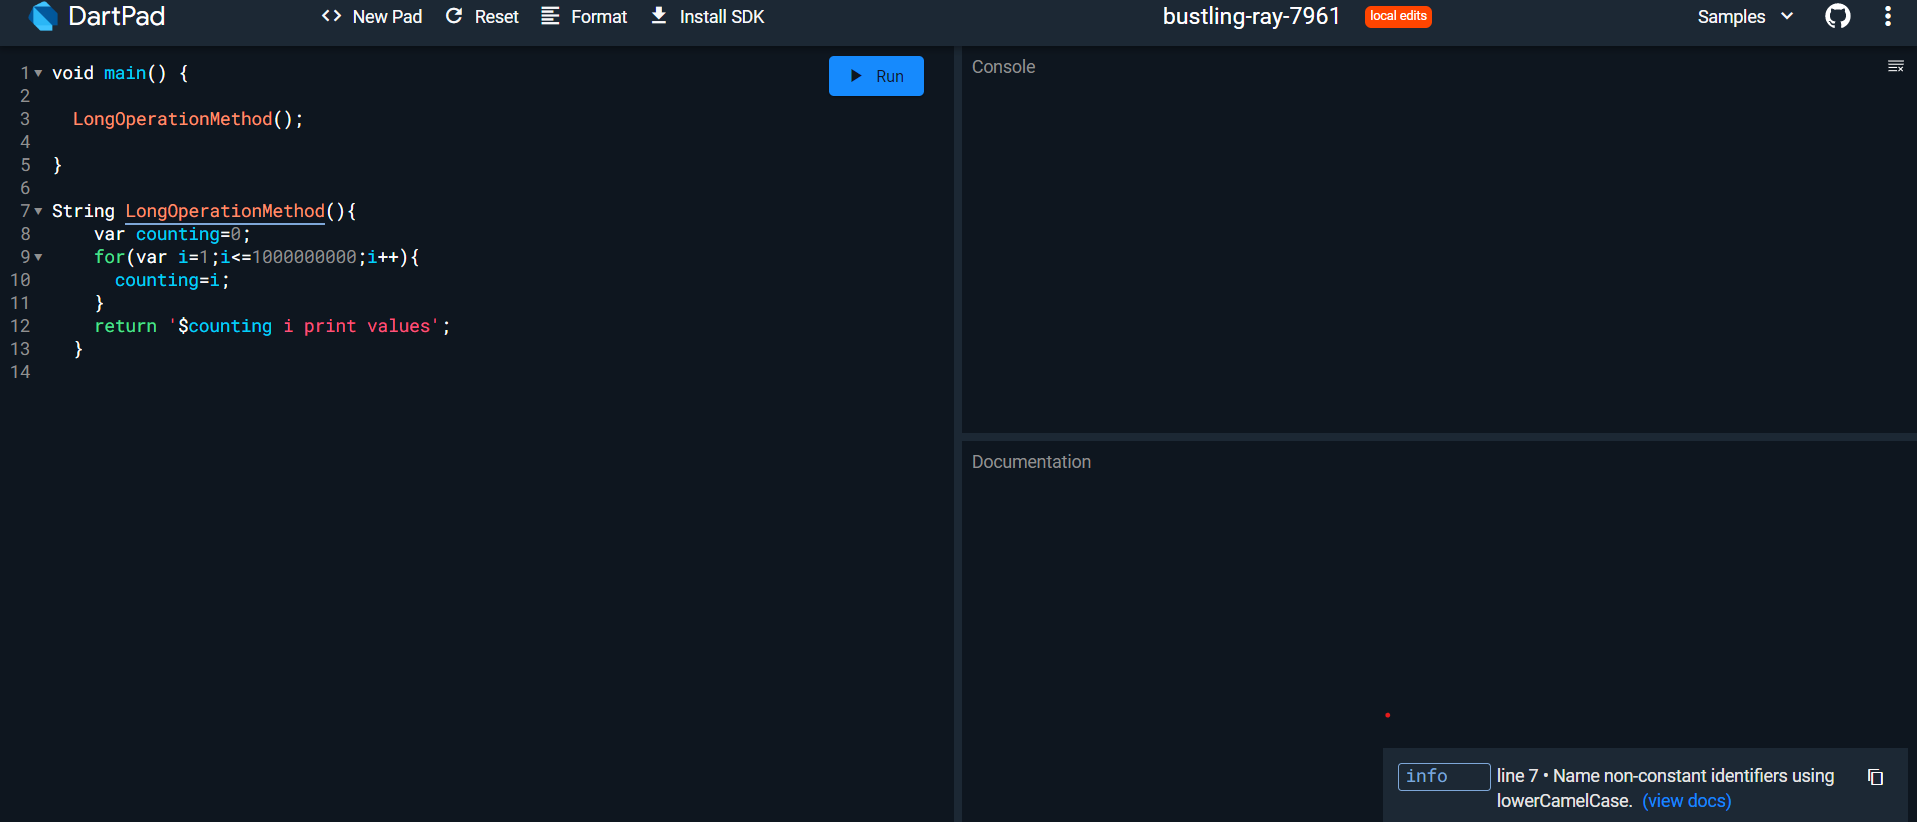 DartPad
<> New Pad
Reset
Format
Install SDK
bustling-ray-7961
local edits
Samples
1 void main() {
2
3   LongOperationMethod();
4
5 }
6
7 String LongOperationMethod(){
8     var counting=0;
9     for(var i=1;i<=1000000000;i++){
10       counting=i;
11     }
12     return '$counting i print values';
13   }
14
Run
Console
Documentation
info
line 7 • Name non-constant identifiers using
lowerCamelCase. (view docs)